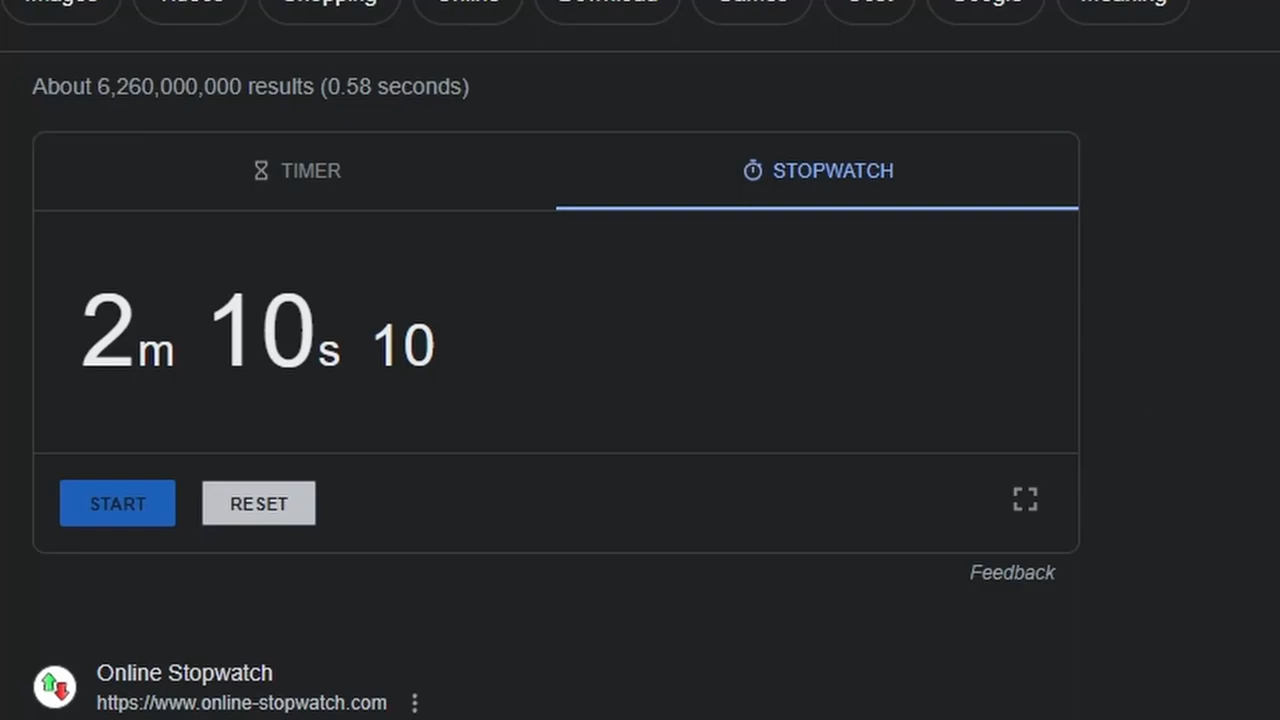 About 6,260,000,000 results (0.58 seconds)
TIMER
STOPWATCH
2m 10s 10
START
RESET
Feedback
Online Stopwatch
https://www.online-stopwatch.com